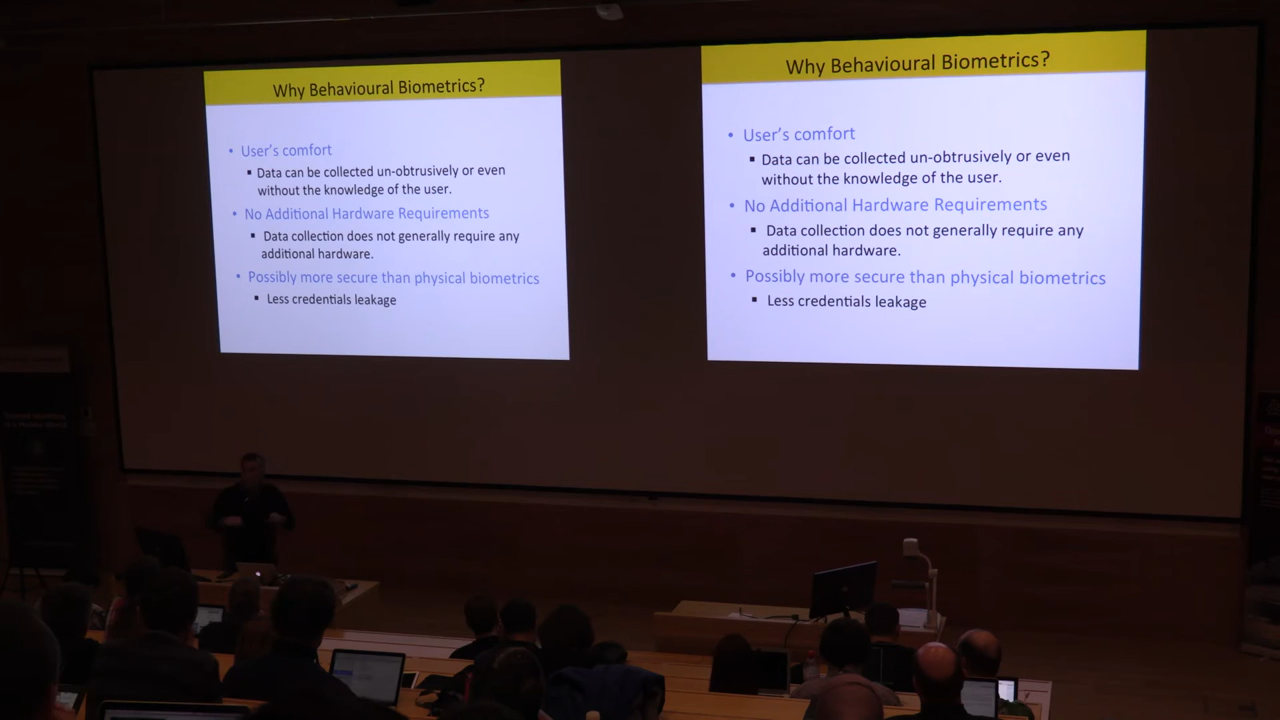 Why Behavioural Biometrics?
• User's comfort
▪ Data can be collected un-obtrusively or even
without the knowledge of the user.
• No Additional Hardware Requirements
▪ Data collection does not generally require any
additional hardware.
• Possibly more secure than physical biometrics
▪ Less credentials leakage
Why Behavioural Biometrics?
• User's comfort
▪ Data can be collected un-obtrusively or even
without the knowledge of the user.
• No Additional Hardware Requirements
▪ Data collection does not generally require any
additional hardware.
• Possibly more secure than physical biometrics
▪ Less credentials leakage